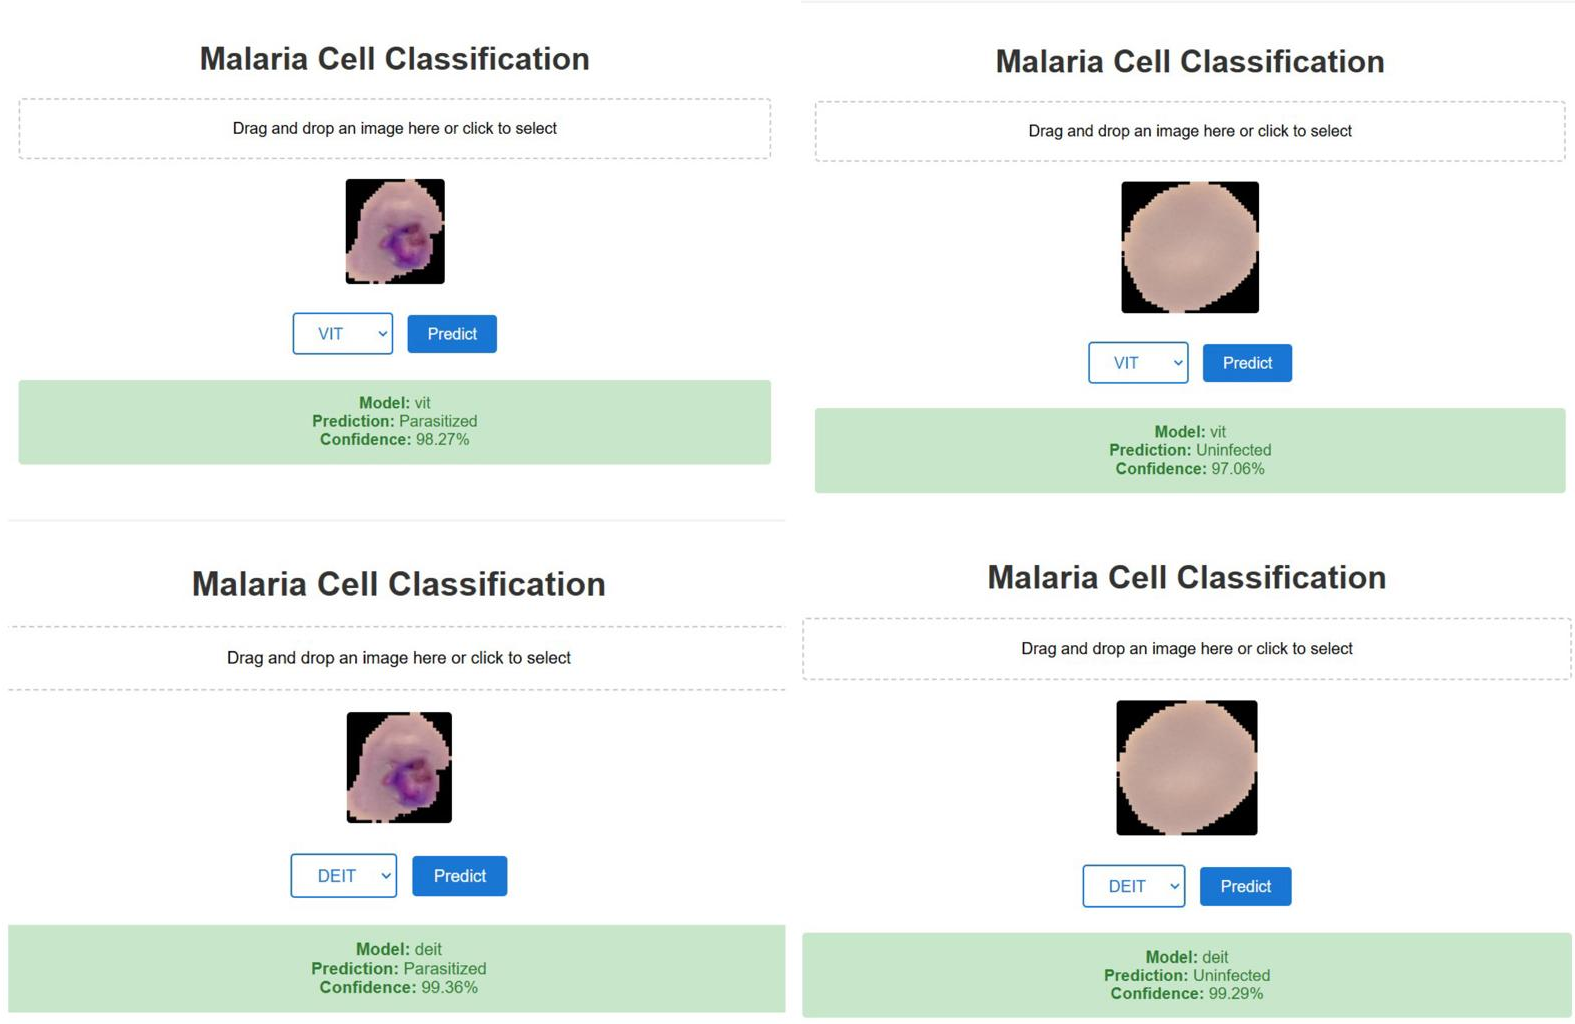 Malaria Cell Classification
Drag and drop an image here or click to select
VIT
Predict
Model: vit
Prediction: Parasitized
Confidence: 98.27%
Malaria Cell Classification
Drag and drop an image here or click to select
VIT
Predict
Model: vit
Prediction: Uninfected
Confidence: 97.06%
Malaria Cell Classification
Drag and drop an image here or click to select
DEIT
Predict
Model: deit
Prediction: Parasitized
Confidence: 99.36%
Malaria Cell Classification
Drag and drop an image here or click to select
DEIT
Predict
Model: deit
Prediction: Uninfected
Confidence: 99.29%